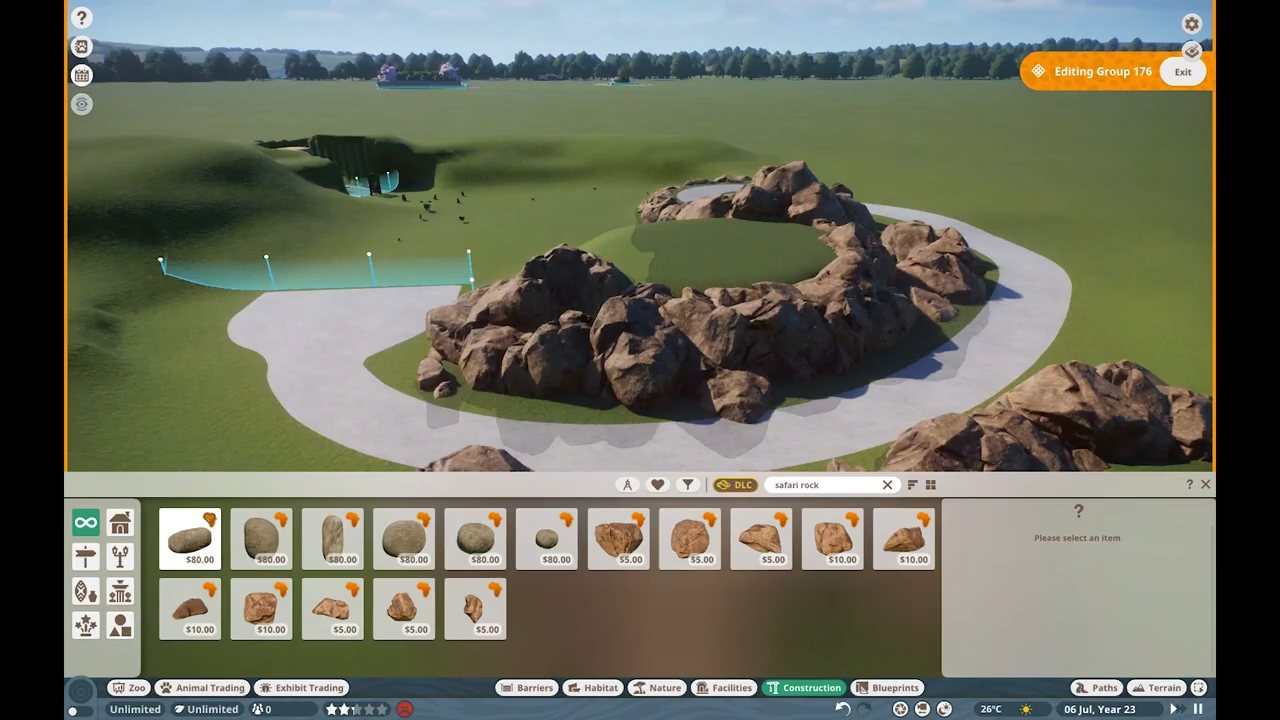 ?
Editing Group 176 Exit
DLC safari rock ?
$80.00 $80.00 $80.00 $80.00 $80.00 $80.00 $5.00 $5.00 $5.00 $10.00 $10.00
$10.00 $10.00 $5.00 $5.00 $5.00
?
Please select an item
Zoo Animal Trading Exhibit Trading Barriers Habitat Nature Facilities Construction Blueprints Paths Terrain
Unlimited Unlimited 0 26°C 06 Jul, Year 23